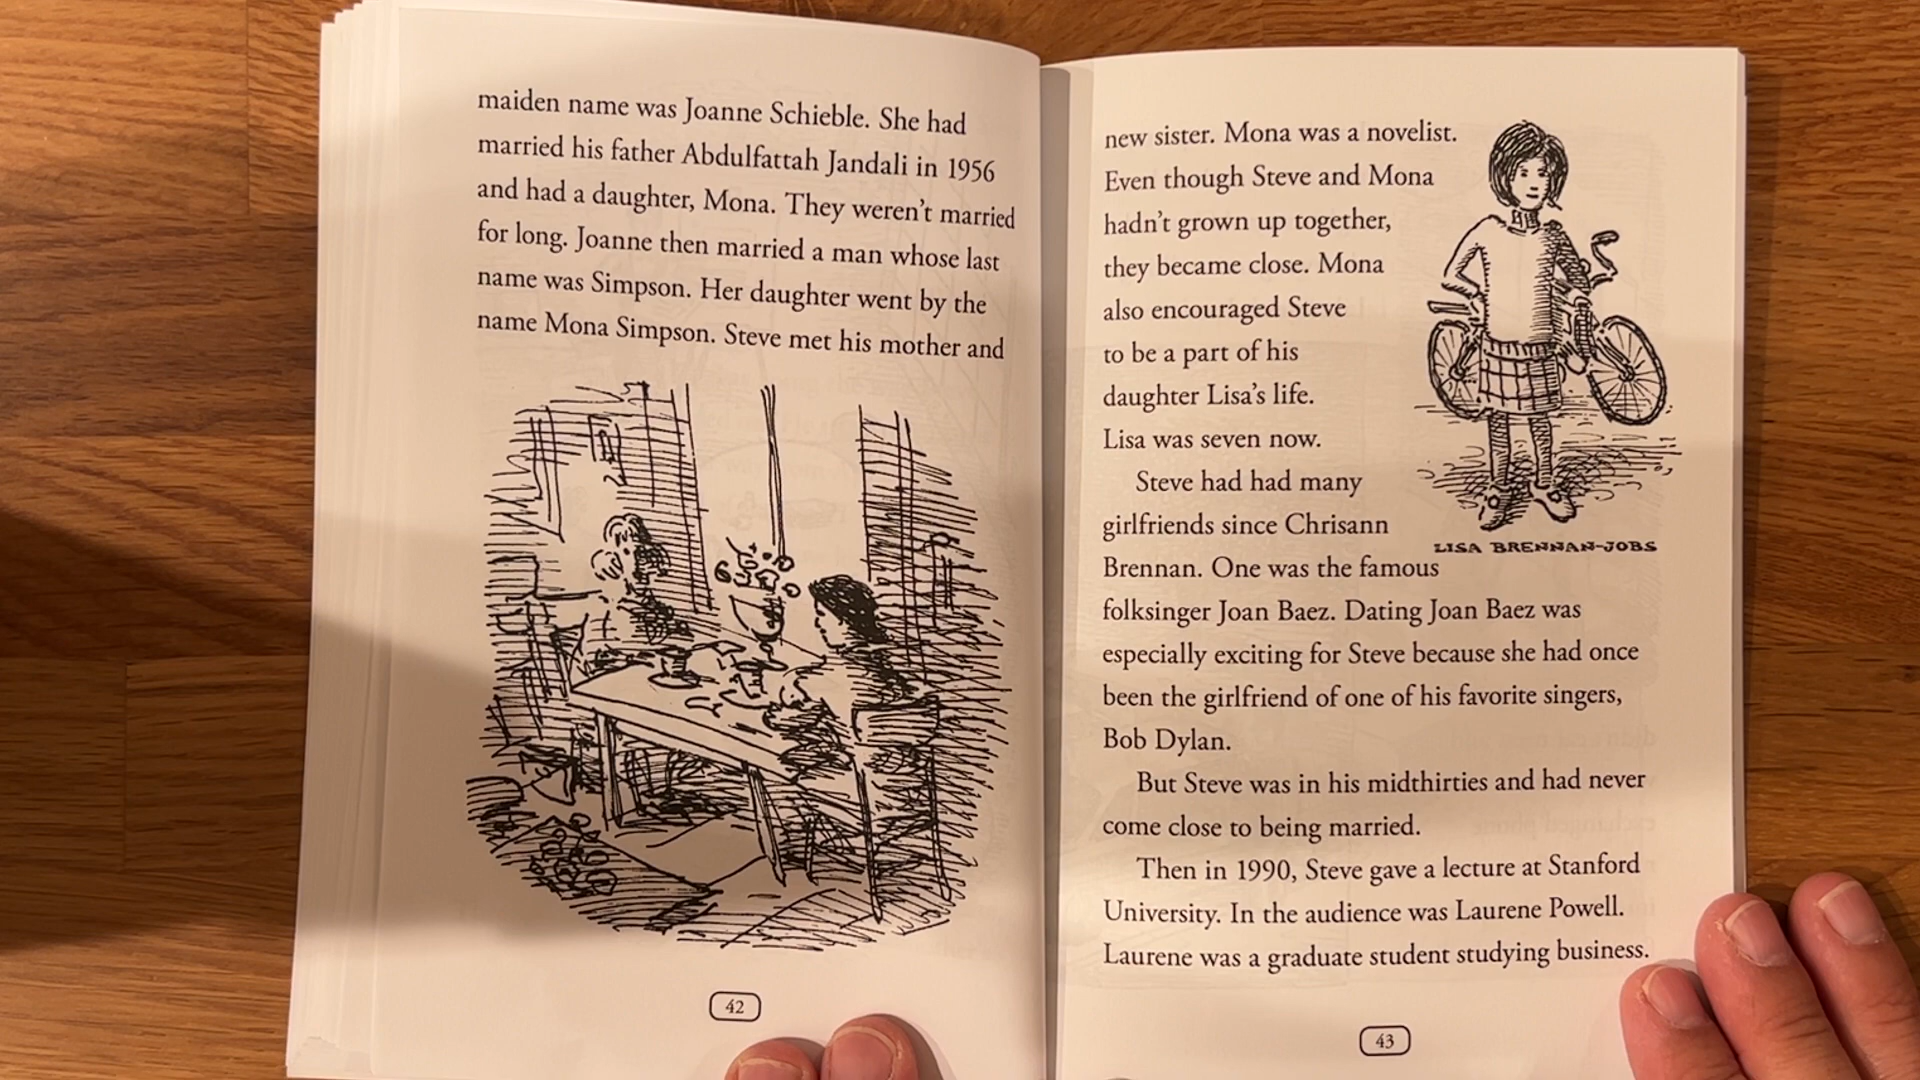 maiden name was Joanne Schieble. She had
married his father Abdulfattah Jandali in 1956
and had a daughter, Mona. They weren't married
for long. Joanne then married a man whose last
name was Simpson. Her daughter went by the
name Mona Simpson. Steve met his mother and
42
new sister. Mona was a novelist.
Even though Steve and Mona
hadn't grown up together,
they became close. Mona
also encouraged Steve
to be a part of his
daughter Lisa's life.
Lisa was seven now.
Steve had had many
girlfriends since Chrisann
LISA BRENNAN-JOBS
Brennan. One was the famous
folksinger Joan Baez. Dating Joan Baez was
especially exciting for Steve because she had once
been the girlfriend of one of his favorite singers,
Bob Dylan.
But Steve was in his midthirties and had never
come close to being married.
Then in 1990, Steve gave a lecture at Stanford
University. In the audience was Laurene Powell.
Laurene was a graduate student studying business.
43